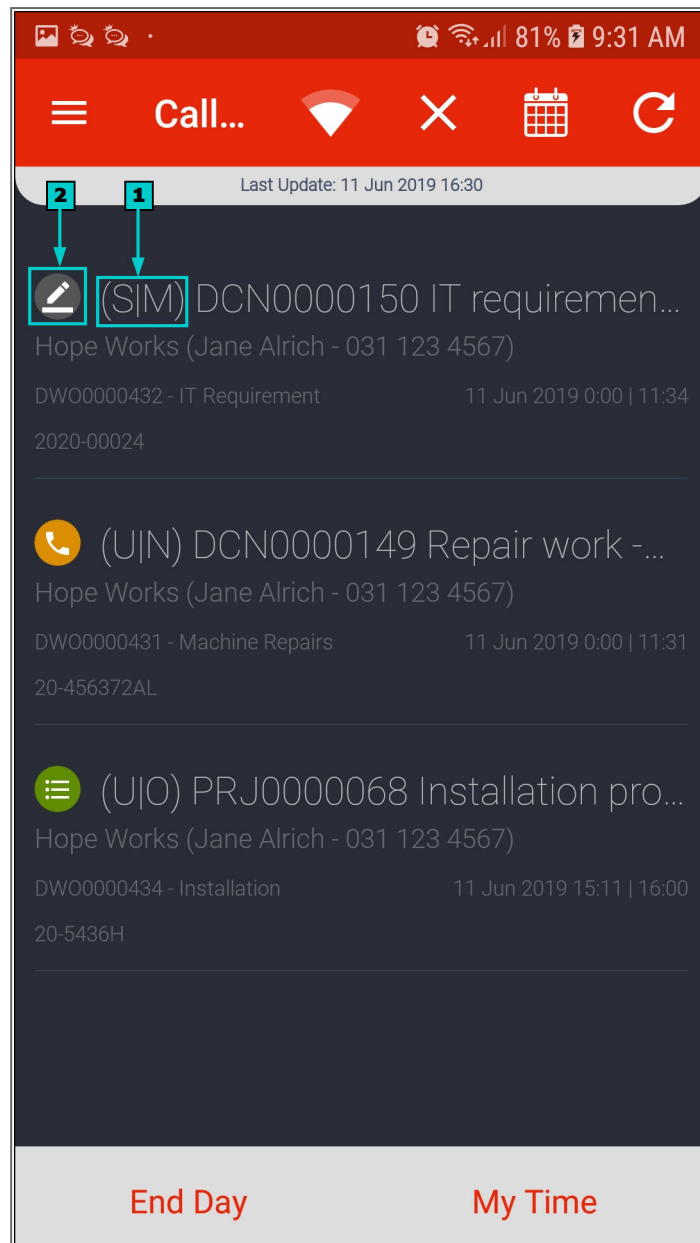 81% 9:31 AM
Call...
Last Update: 11 Jun 2019 16:30
2 1
(S|M) DCN0000150 IT requiremen...
Hope Works (Jane Alrich - 031 123 4567)
DWO0000432 - IT Requirement 11 Jun 2019 0:00 | 11:34
2020-00024
(U|N) DCN0000149 Repair work -...
Hope Works (Jane Alrich - 031 123 4567)
DWO0000431 - Machine Repairs 11 Jun 2019 0:00 | 11:31
20-456372AL
(U|O) PRJ0000068 Installation pro...
Hope Works (Jane Alrich - 031 123 4567)
DWO0000434 - Installation 11 Jun 2019 15:11 | 16:00
20-5436H
End Day My Time